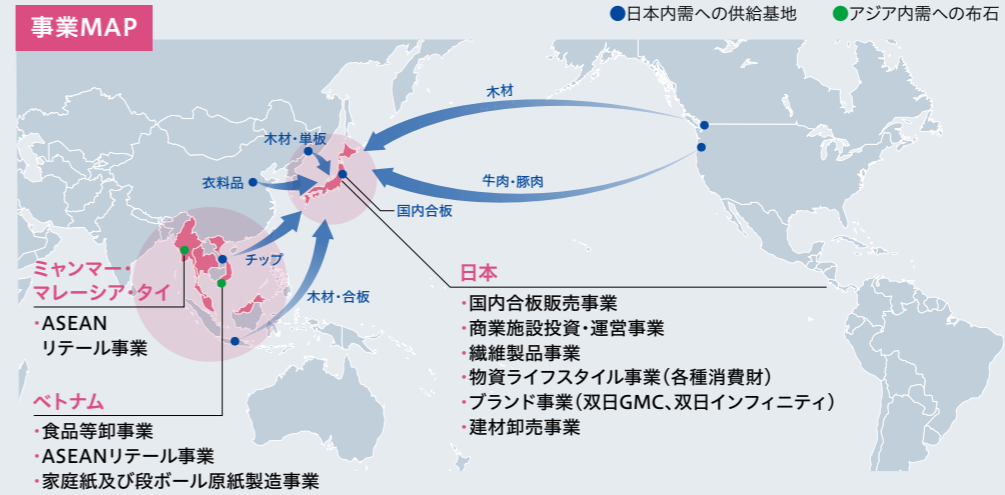 事業MAP
●日本内需への供給基地 ●アジア内需への布石
木材
木材・単板
衣料品
牛肉・豚肉
国内合板
チップ
木材・合板
ミャンマー・
マレーシア・タイ
・ASEAN
リテール事業
ベトナム
・食品等卸事業
・ASEANリテール事業
・家庭紙及び段ボール原紙製造事業
日本
・国内合板販売事業
・商業施設投資・運営事業
・繊維製品事業
・物資ライフスタイル事業（各種消費財）
・ブランド事業（双日GMC、双日インフィニティ）
・建材卸売事業